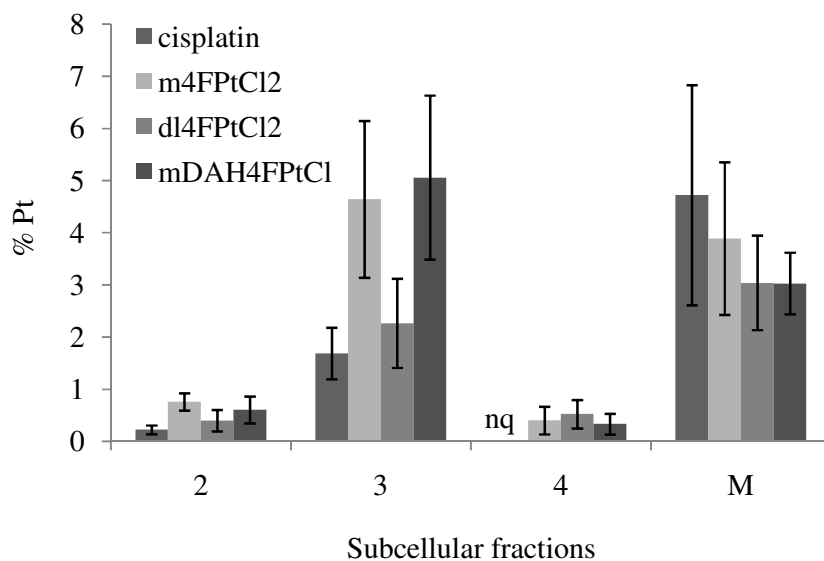 8
7
6
5
4
3
2
1
0
% Pt
cisplatin
m4FPtCl2
dl4FPtCl2
mDAH4FPtCl
nq
2 3 4 M
Subcellular fractions